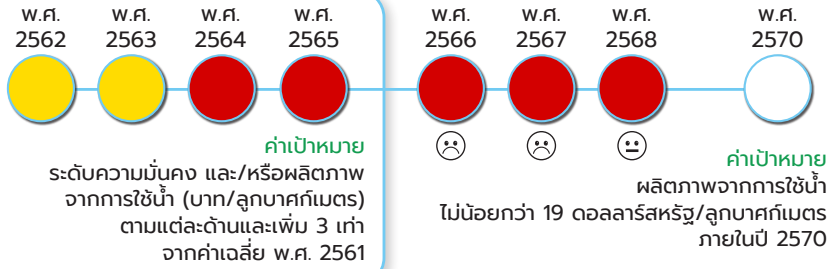 พ.ศ. พ.ศ. พ.ศ. พ.ศ. พ.ศ. พ.ศ. พ.ศ. พ.ศ.
2562 2563 2564 2565 2566 2567 2568 2570
ค่าเป้าหมาย
ระดับความมั่นคง และ/หรือผลิตภาพ
จากการใช้น้ำ (บาท/ลูกบาศก์เมตร)
ตามแต่ละด้านและเพิ่ม 3 เท่า
จากค่าเฉลี่ย พ.ศ. 2561
ค่าเป้าหมาย
ผลิตภาพจากการใช้น้ำ
ไม่น้อยกว่า 19 ดอลลาร์สหรัฐ/ลูกบาศก์เมตร
ภายในปี 2570